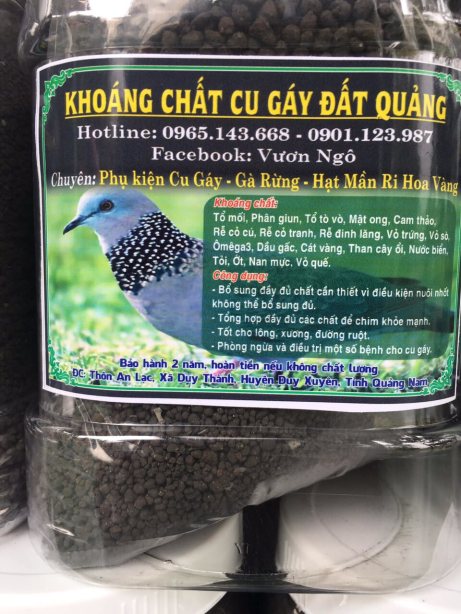 KHOÁNG CHẤT CU GÁY ĐẤT QUẢNG
Hotline: 0965.143.668 - 0901.123.987
Facebook: Vươn Ngô
Chuyên: Phụ kiện Cu Gáy - Gà Rừng - Hạt Mần Ri Hoa Vàng
Khoáng chất:
Tổ mối, Phân giun, Tổ tò vò, Mật ong, Cam thảo,
Rễ cỏ cú, Rễ cỏ tranh, Rễ đinh lăng, Vỏ trứng, Vỏ sò,
Ômêga3, Dầu gấc, Cát vàng, Than cây ổi, Nước biển,
Tỏi, Ớt, Nan mực, Vỏ quế.
Công dụng:
- Bổ sung đầy đủ chất cần thiết vì điều kiện nuôi nhốt
không thể bổ sung đủ.
- Tổng hợp đầy đủ các chất để chim khỏe mạnh.
- Tốt cho lông, xương, đường ruột.
- Phòng ngừa và điều trị một số bệnh cho cu gáy.
Bảo hành 2 năm, hoàn tiền nếu không chất lượng
ĐC: Thôn An Lạc, Xã Duy Thành, Huyện Duy Xuyên, Tỉnh Quảng Nam